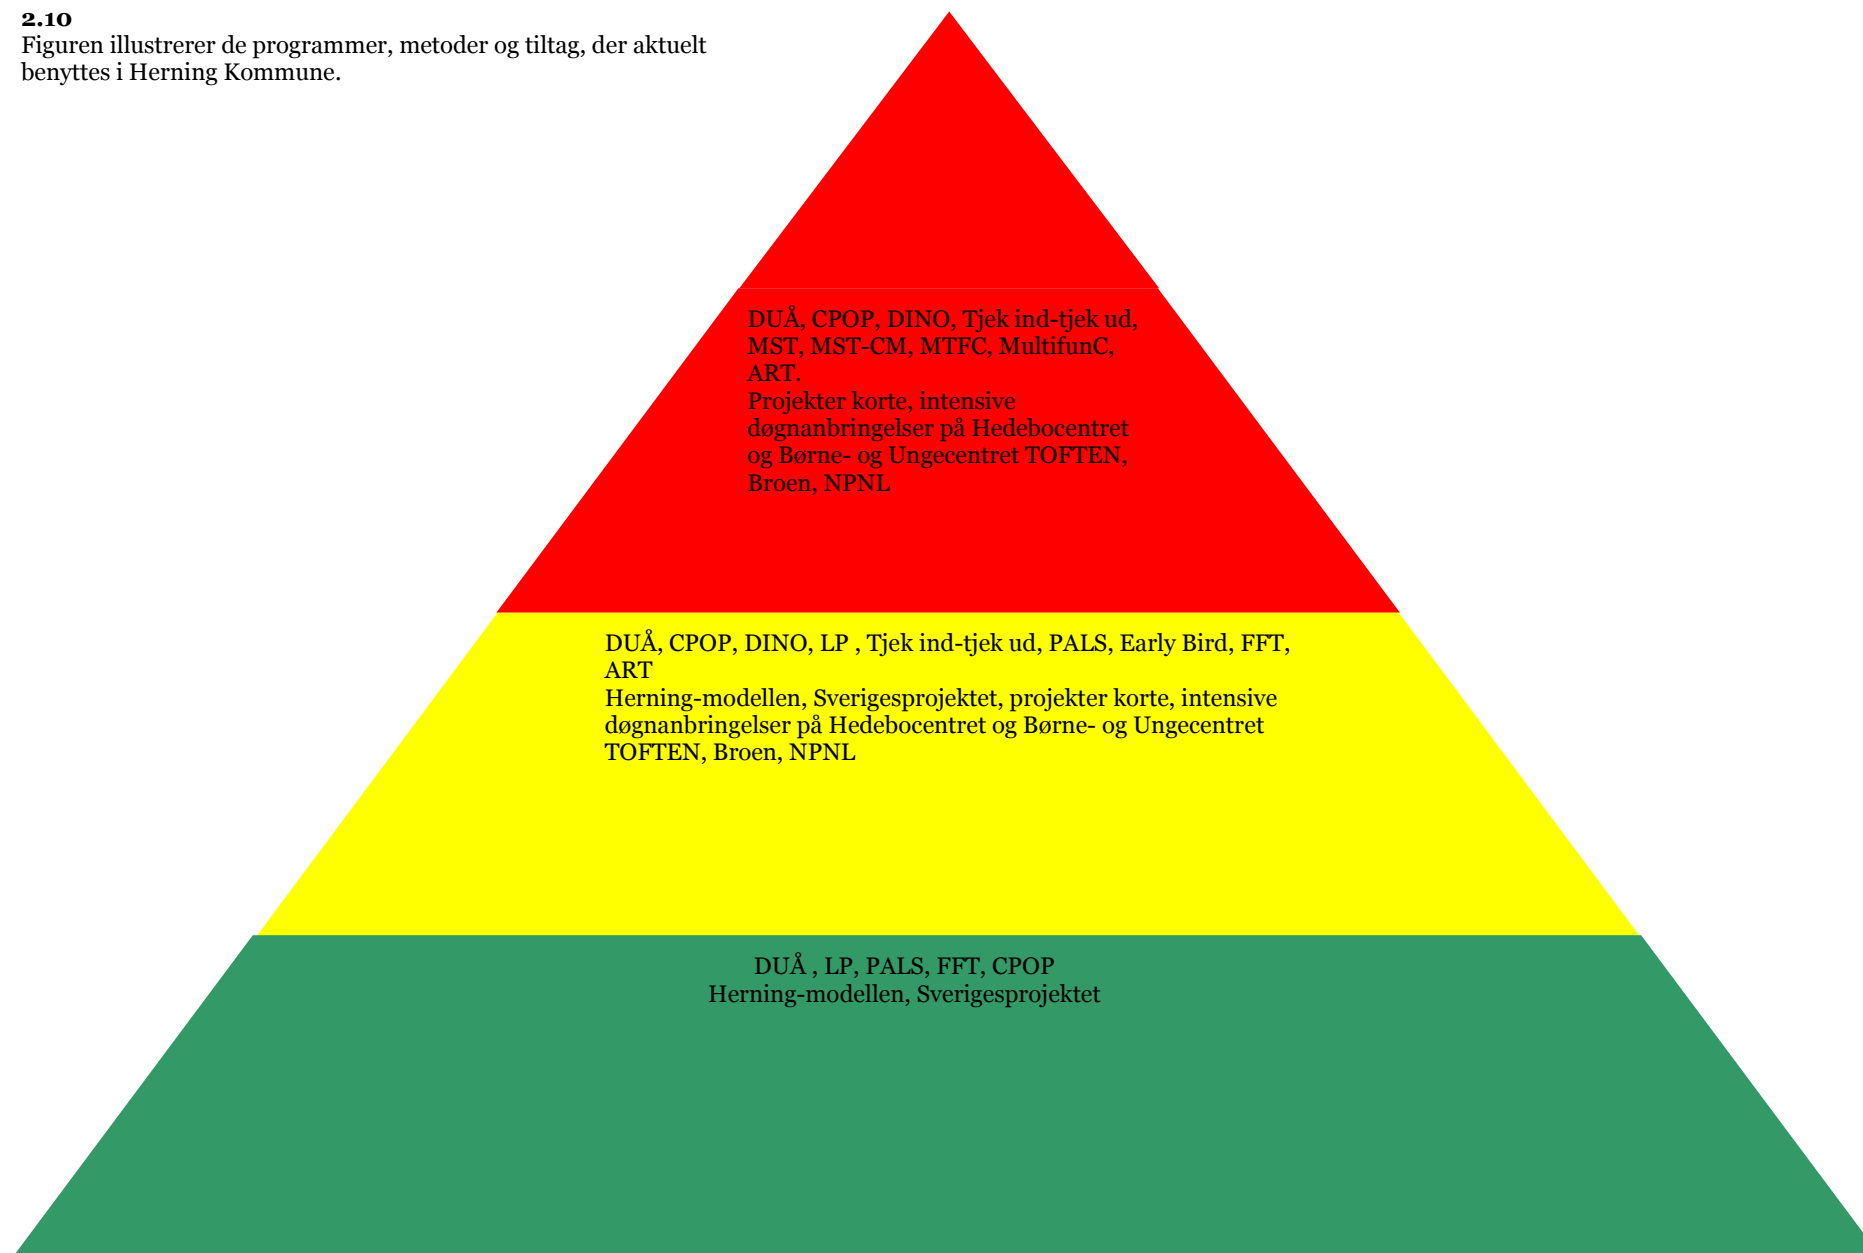 2.10
Figuren illustrerer de programmer, metoder og tiltag, der aktuelt
benyttes i Herning Kommune.
DUÅ, CPOP, DINO, Tjek ind-tjek ud,
MST, MST-CM, MTFC, MultifunC,
ART.
Projekter korte, intensive
døgnanbringelser på Hedebocentret
og Børne- og Ungecentret TOFTEN,
Broen, NPNL
DUÅ, CPOP, DINO, LP , Tjek ind-tjek ud, PALS, Early Bird, FFT,
ART
Herning-modellen, Sverigesprojektet, projekter korte, intensive
døgnanbringelser på Hedebocentret og Børne- og Ungecentret
TOFTEN, Broen, NPNL
DUÅ , LP, PALS, FFT, CPOP
Herning-modellen, Sverigesprojektet